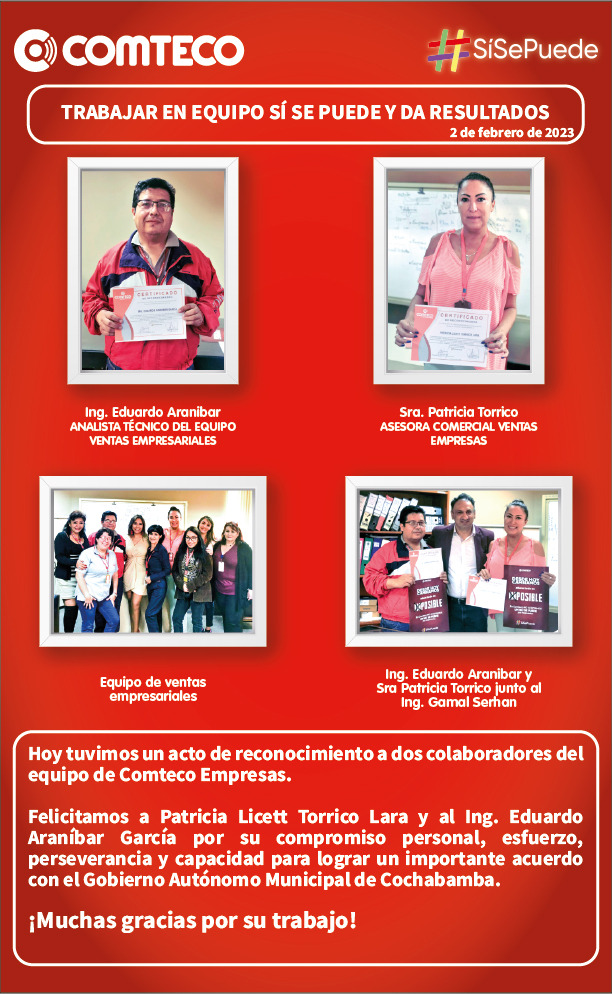 COMTECO
#SíSePuede
TRABAJAR EN EQUIPO SÍ SE PUEDE Y DA RESULTADOS
2 de febrero de 2023
CERTIFICADO
CERTIFICADO
Ing. Eduardo Aranibar
ANALISTA TÉCNICO DEL EQUIPO
VENTAS EMPRESARIALES
Sra. Patricia Torrico
ASESORA COMERCIAL VENTAS
EMPRESAS
POSIBLE
#SíSePuede
POSIBLE
#SíSePuede
Equipo de ventas
empresariales
Ing. Eduardo Aranibar y
Sra Patricia Torrico junto al
Ing. Gamal Serhan
Hoy tuvimos un acto de reconocimiento a dos colaboradores del
equipo de Comteco Empresas.
Felicitamos a Patricia Licett Torrico Lara y al Ing. Eduardo
Araníbar García por su compromiso personal, esfuerzo,
perseverancia y capacidad para lograr un importante acuerdo
con el Gobierno Autónomo Municipal de Cochabamba.
¡Muchas gracias por su trabajo!